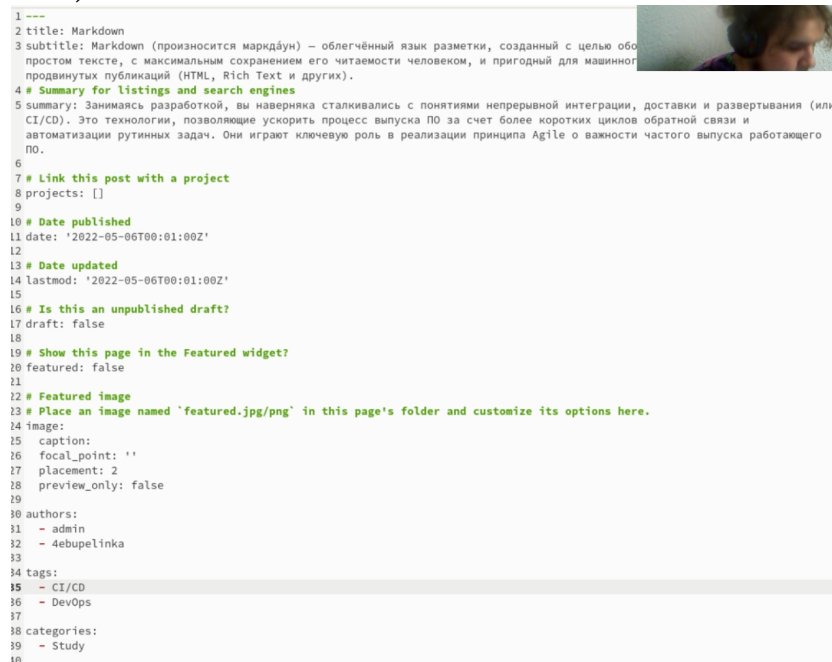 1 ---
2 title: Markdown
3 subtitle: Markdown (произносится маркда́ун) — облегчённый язык разметки, созданный с целью обо
простом тексте, с максимальным сохранением его читаемости человеком, и пригодный для машинног
продвинутых публикаций (HTML, Rich Text и других).
4 # Summary for listings and search engines
5 summary: Занимаясь разработкой, вы наверняка сталкивались с понятиями непрерывной интеграции, доставки и развертывания (или
CI/CD). Это технологии, позволяющие ускорить процесс выпуска ПО за счет более коротких циклов обратной связи и
автоматизации рутинных задач. Они играют ключевую роль в реализации принципа Agile о важности частого выпуска работающего
ПО.
6
7 # Link this post with a project
8 projects: []
9
10 # Date published
11 date: '2022-05-06T00:01:00Z'
12
13 # Date updated
14 lastmod: '2022-05-06T00:01:00Z'
15
16 # Is this an unpublished draft?
17 draft: false
18
19 # Show this page in the Featured widget?
20 featured: false
21
22 # Featured image
23 # Place an image named `featured.jpg/png` in this page's folder and customize its options here.
24 image:
25   caption:
26   focal_point: ''
27   placement: 2
28   preview_only: false
29
30 authors:
31   - admin
32   - 4ebupelinka
33
34 tags:
35   - CI/CD
36   - DevOps
37
38 categories:
39   - Study
40